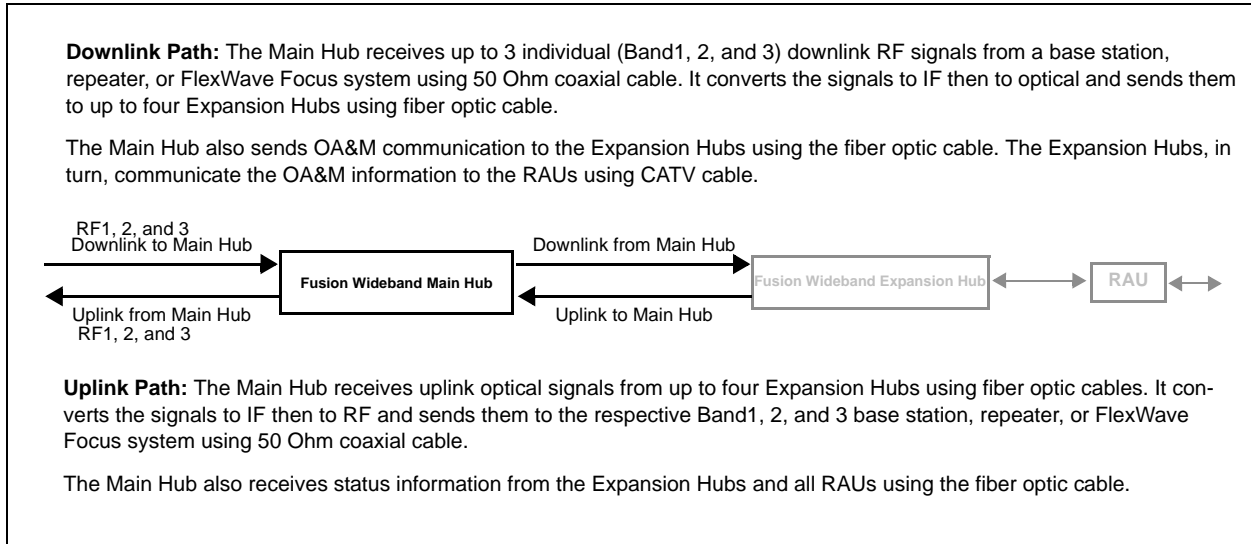 Downlink Path: The Main Hub receives up to 3 individual (Band1, 2, and 3) downlink RF signals from a base station,
repeater, or FlexWave Focus system using 50 Ohm coaxial cable. It converts the signals to IF then to optical and sends them
to up to four Expansion Hubs using fiber optic cable.
The Main Hub also sends OA&M communication to the Expansion Hubs using the fiber optic cable. The Expansion Hubs, in
turn, communicate the OA&M information to the RAUs using CATV cable.
RF1, 2, and 3
Downlink to Main Hub
Downlink from Main Hub
Fusion Wideband Main Hub
Fusion Wideband Expansion Hub
RAU
Uplink from Main Hub
Uplink to Main Hub
RF1, 2, and 3
Uplink Path: The Main Hub receives uplink optical signals from up to four Expansion Hubs using fiber optic cables. It con-
verts the signals to IF then to RF and sends them to the respective Band1, 2, and 3 base station, repeater, or FlexWave
Focus system using 50 Ohm coaxial cable.
The Main Hub also receives status information from the Expansion Hubs and all RAUs using the fiber optic cable.